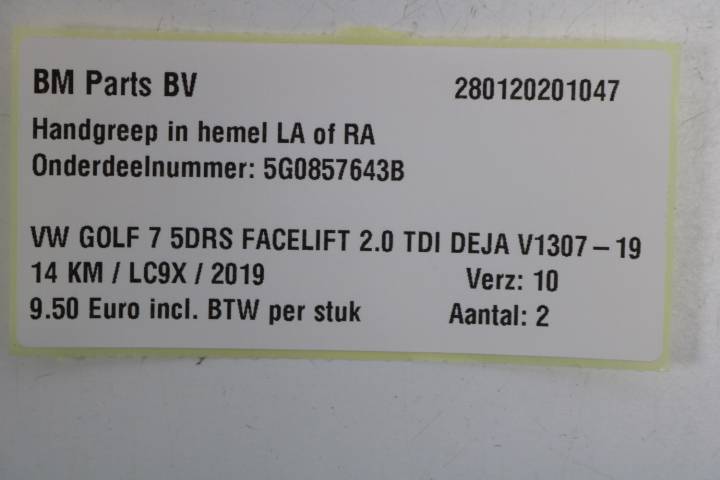 BM Parts BV 280120201047
Handgreep in hemel LA of RA
Onderdeelnummer: 5G0857643B
VW GOLF 7 5DRS FACELIFT 2.0 TDI DEJA V1307 – 19
14 KM / LC9X / 2019 Verz: 10
9.50 Euro incl. BTW per stuk Aantal: 2